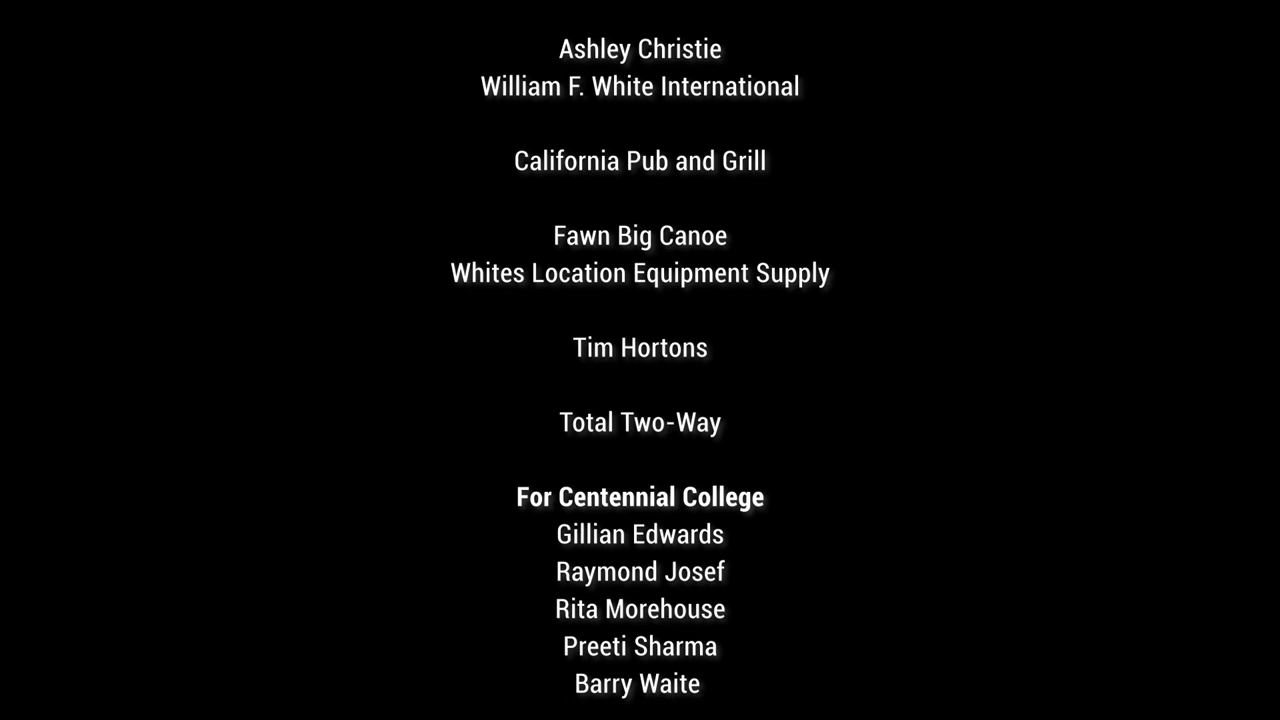 Ashley Christie
William F. White International
California Pub and Grill
Fawn Big Canoe
Whites Location Equipment Supply
Tim Hortons
Total Two-Way
For Centennial College
Gillian Edwards
Raymond Josef
Rita Morehouse
Preeti Sharma
Barry Waite